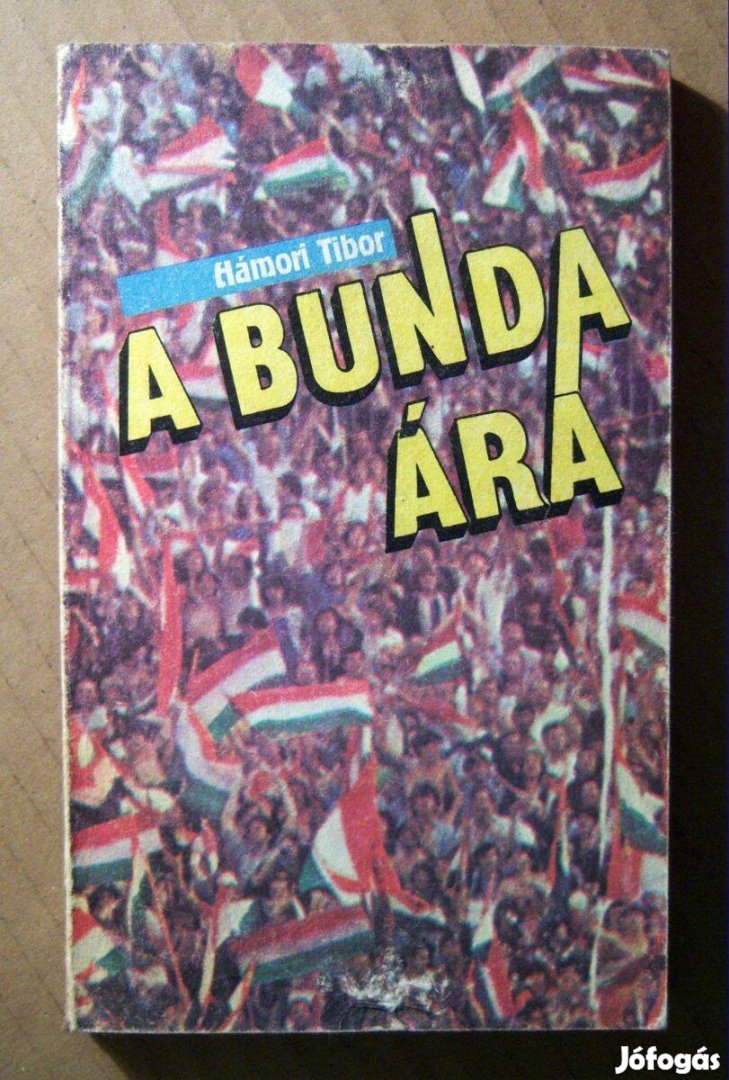 Hámori Tibor
A BUNDA
ÁRA
Jófogás